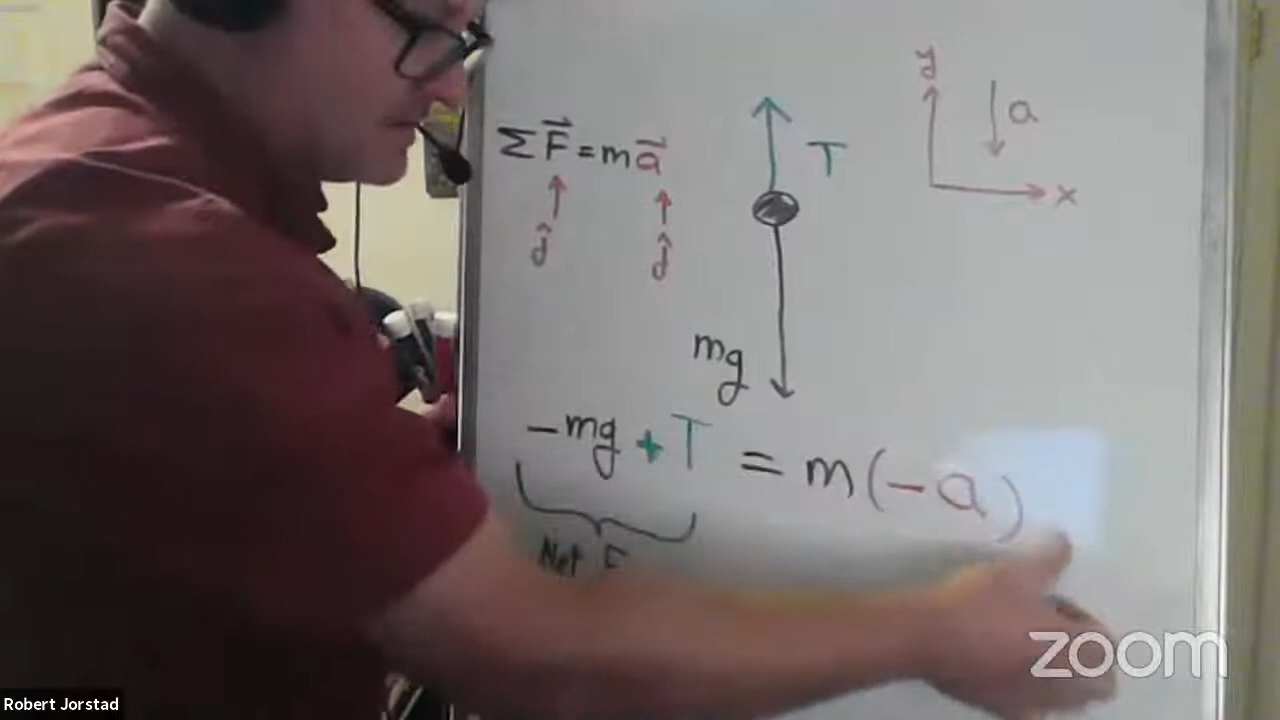 y
a
ΣF⃗=ma⃗
T
x
ĵ
ĵ
mg
-mg+T = m(-a)
Net F
zoom
Robert Jorstad